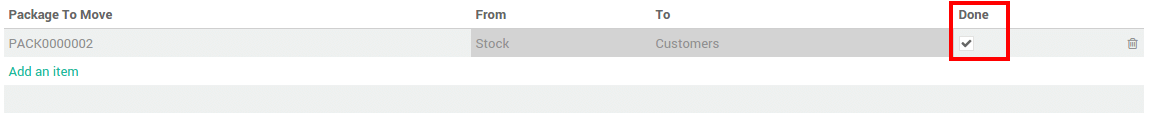 Package To Move From To Done
PACK0000002 Stock Customers
Add an item